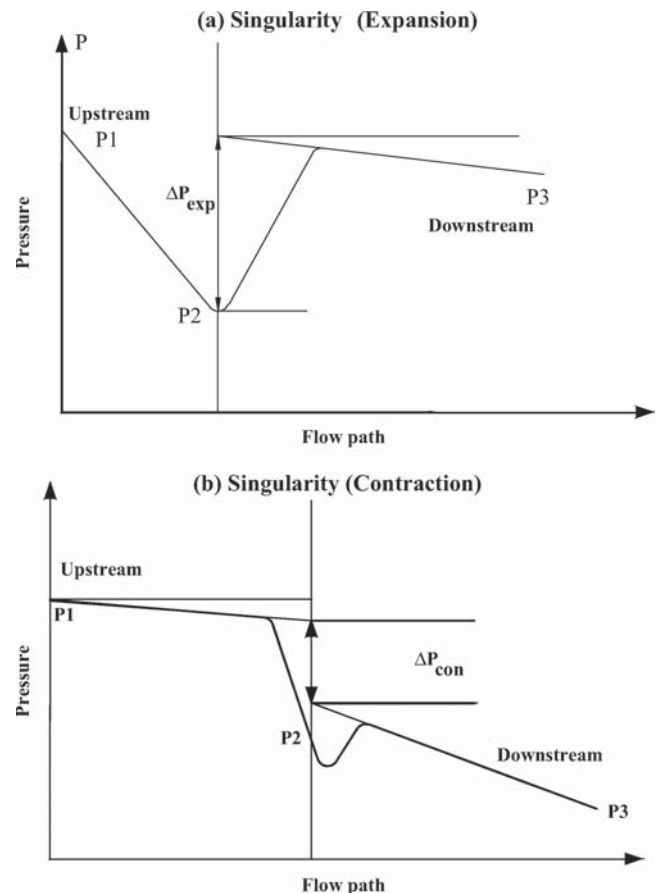 (a) Singularity (Expansion)
P
Upstream
P1
ΔPexp
P3
Downstream
P2
Pressure
Flow path
(b) Singularity (Contraction)
Upstream
P1
ΔPcon
P2
Downstream
P3
Pressure
Flow path